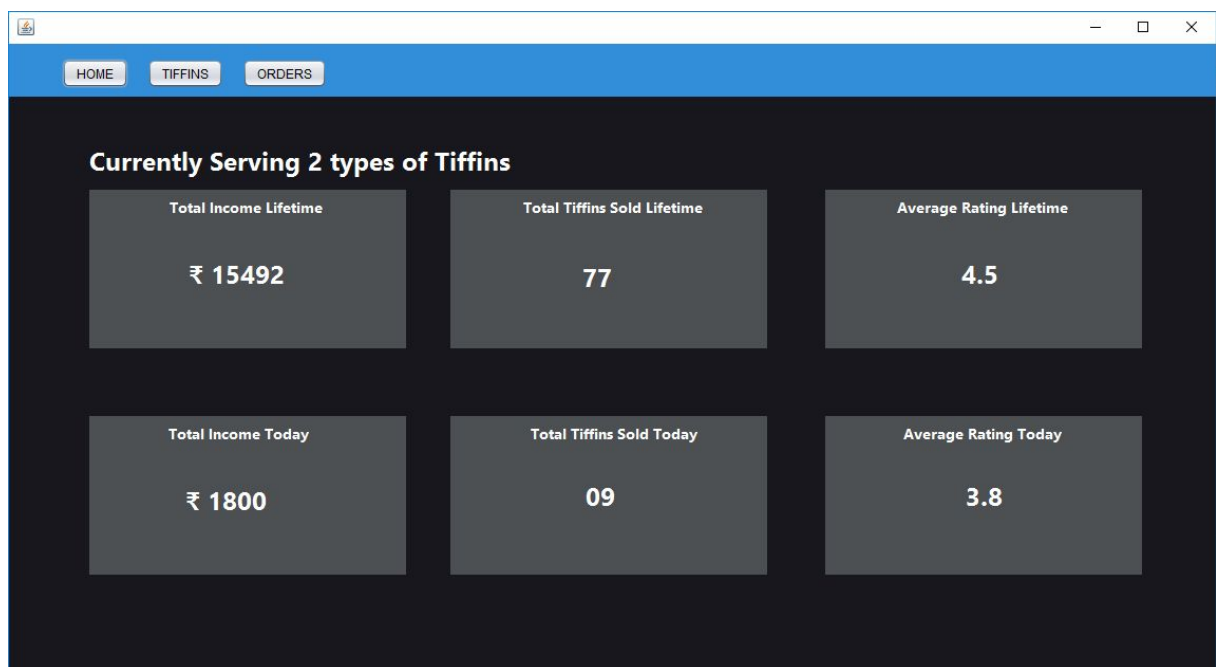 HOME TIFFINS ORDERS
Currently Serving 2 types of Tiffins
Total Income Lifetime
₹ 15492
Total Tiffins Sold Lifetime
77
Average Rating Lifetime
4.5
Total Income Today
₹ 1800
Total Tiffins Sold Today
09
Average Rating Today
3.8